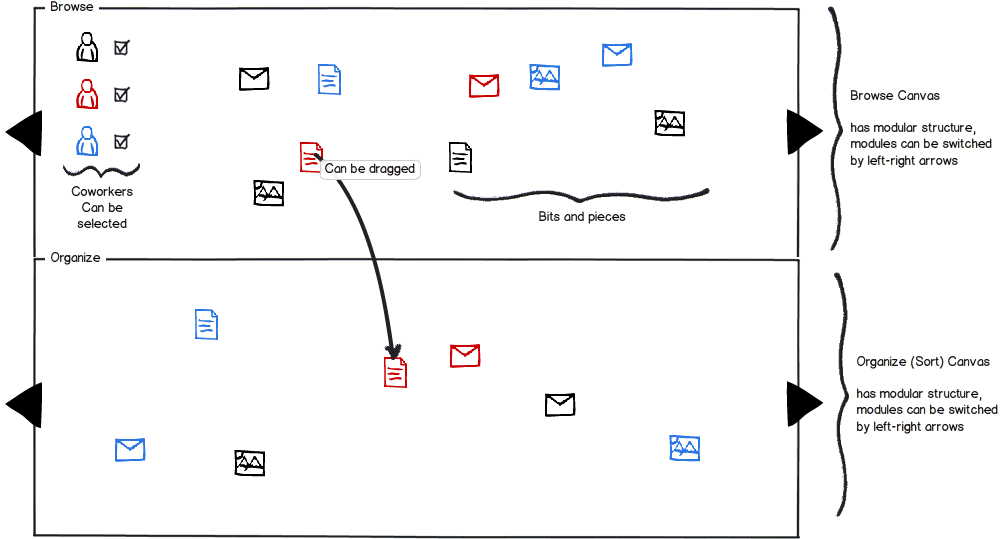 Browse
Can be dragged
Coworkers
Can be
selected
Bits and pieces
Browse Canvas
has modular structure,
modules can be switched
by left-right arrows
Organize
Organize (Sort) Canvas
has modular structure,
modules can be switched
by left-right arrows